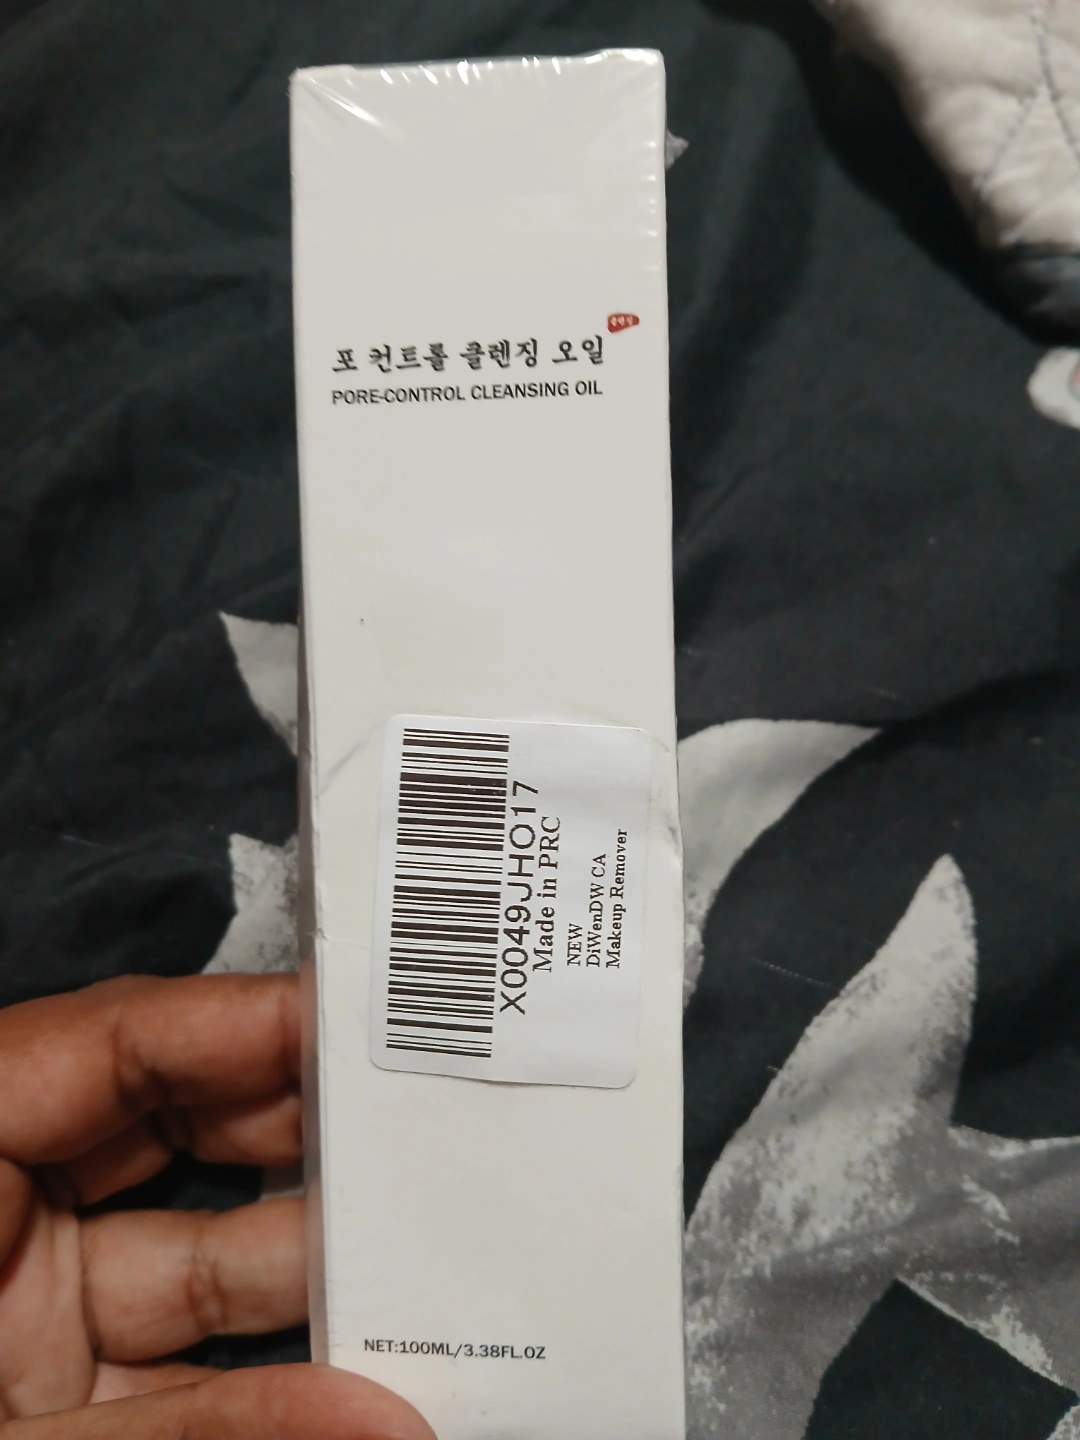 포 컨트롤 클렌징 오일
PORE-CONTROL CLEANSING OIL
X0049JHO17
Made in PRC
NEW
DiWenDW CA
Makeup Remover
NET:100ML/3.38FL.OZ